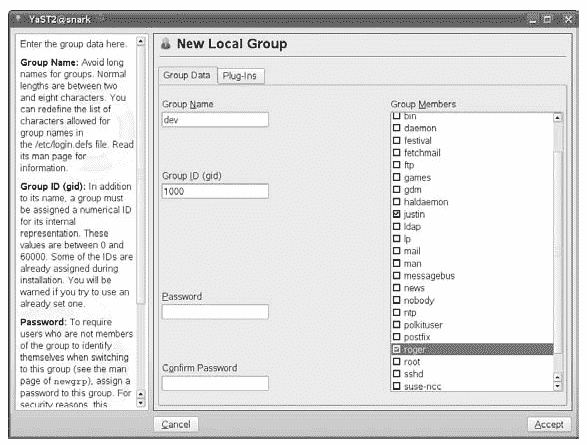 YaST2@snark
Enter the group data here.
Group Name: Avoid long
names for groups. Normal
lengths are between two
and eight characters. You
can redefine the list of
characters allowed for
group names in
the /etc/login.defs file. Read
its man page for
information.
Group ID (gid): In addition
to its name, a group must
be assigned a numerical ID
for its internal
representation. These
values are between 0 and
60000. Some of the IDs are
already assigned during
installation. You will be
warned if you try to use an
already set one.
Password: To require
users who are not members
of the group to identify
themselves when switching
to this group (see the man
page of newgrp), assign a
password to this group. For
security reasons, this
New Local Group
Group Data
Plug-Ins
Group Name
dev
Group ID (gid)
1000
Password
Confirm Password
Group Members
bin
daemon
festival
fetchmail
ftp
games
gdm
haldaemon
justin
ldap
lp
mail
man
messagebus
news
nobody
ntp
polkituser
postfix
roger
root
sshd
suse-ncc
Cancel
Accept